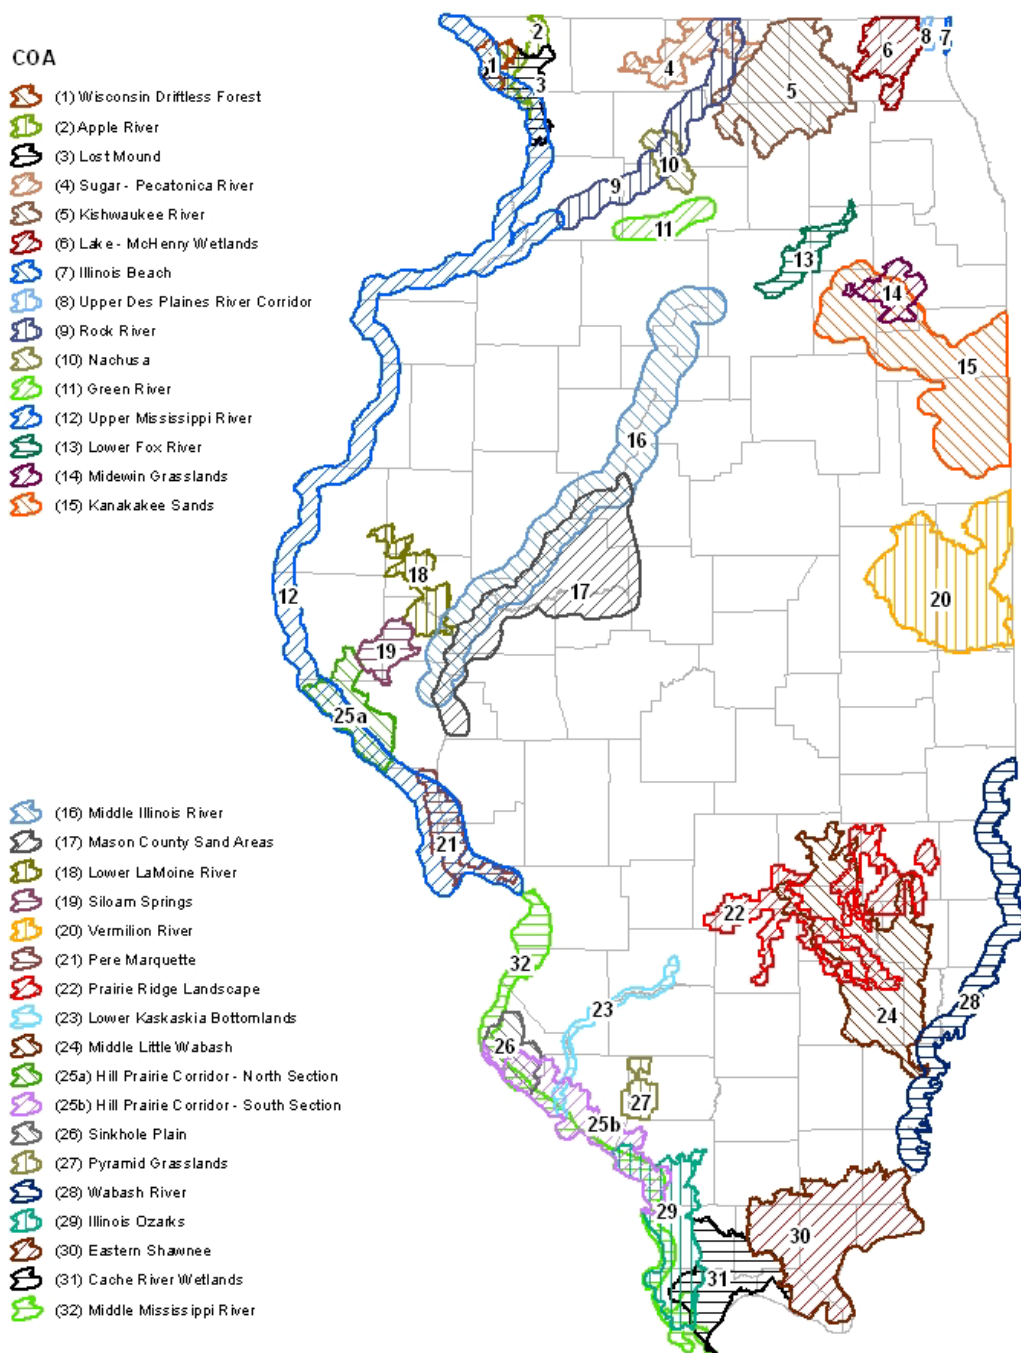 COA
(1) Wisconsin Driftless Forest
(2) Apple River
(3) Lost Mound
(4) Sugar - Pecatonica River
(5) Kishwaukee River
(6) Lake - McHenry Wetlands
(7) Illinois Beach
(8) Upper Des Plaines River Corridor
(9) Rock River
(10) Nachusa
(11) Green River
(12) Upper Mississippi River
(13) Lower Fox River
(14) Midewin Grasslands
(15) Kanakakee Sands
(16) Middle Illinois River
(17) Mason County Sand Areas
(18) Lower LaMoine River
(19) Siloam Springs
(20) Vermilion River
(21) Pere Marquette
(22) Prairie Ridge Landscape
(23) Lower Kaskaskia Bottomlands
(24) Middle Little Wabash
(25a) Hill Prairie Corridor - North Section
(25b) Hill Prairie Corridor - South Section
(26) Sinkhole Plain
(27) Pyramid Grasslands
(28) Wabash River
(29) Illinois Ozarks
(30) Eastern Shawnee
(31) Cache River Wetlands
(32) Middle Mississippi River
2
8 7
6
1
4
3
5
10
9
11
13
14
15
16
18
17
12
20
19
25a
21
22
32
28
23
24
26
27
25b
29
30
31